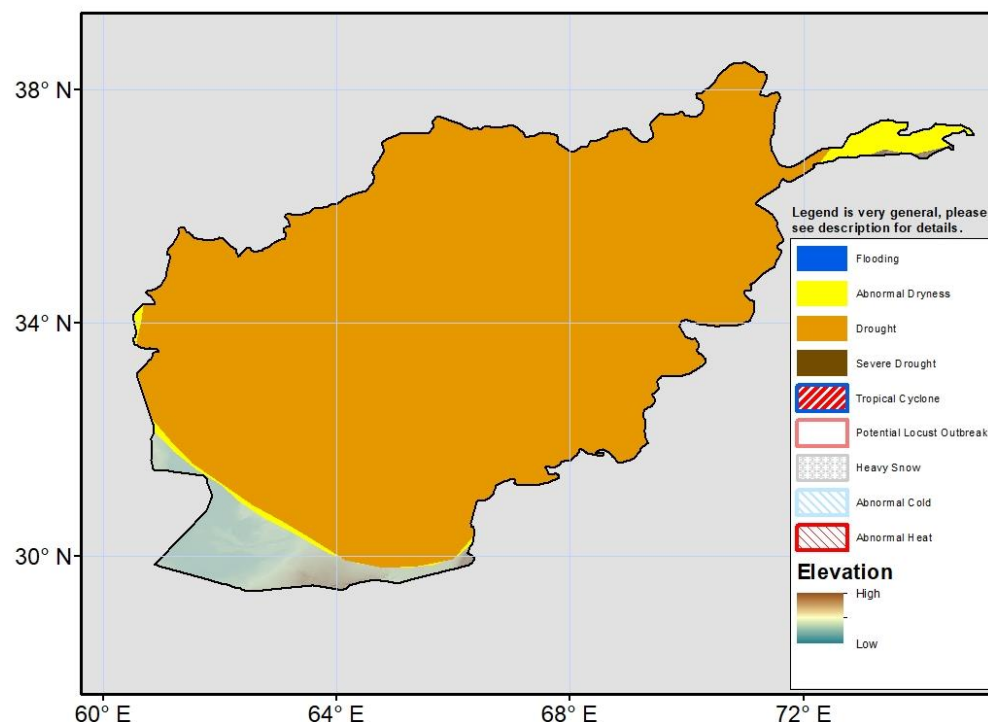 38° N
34° N
30° N
60° E
64° E
68° E
72° E
Legend is very general, please
see description for details.
Flooding
Abnormal Dryness
Drought
Severe Drought
Tropical Cyclone
Potential Locust Outbreak
Heavy Snow
Abnormal Cold
Abnormal Heat
Elevation
High
Low